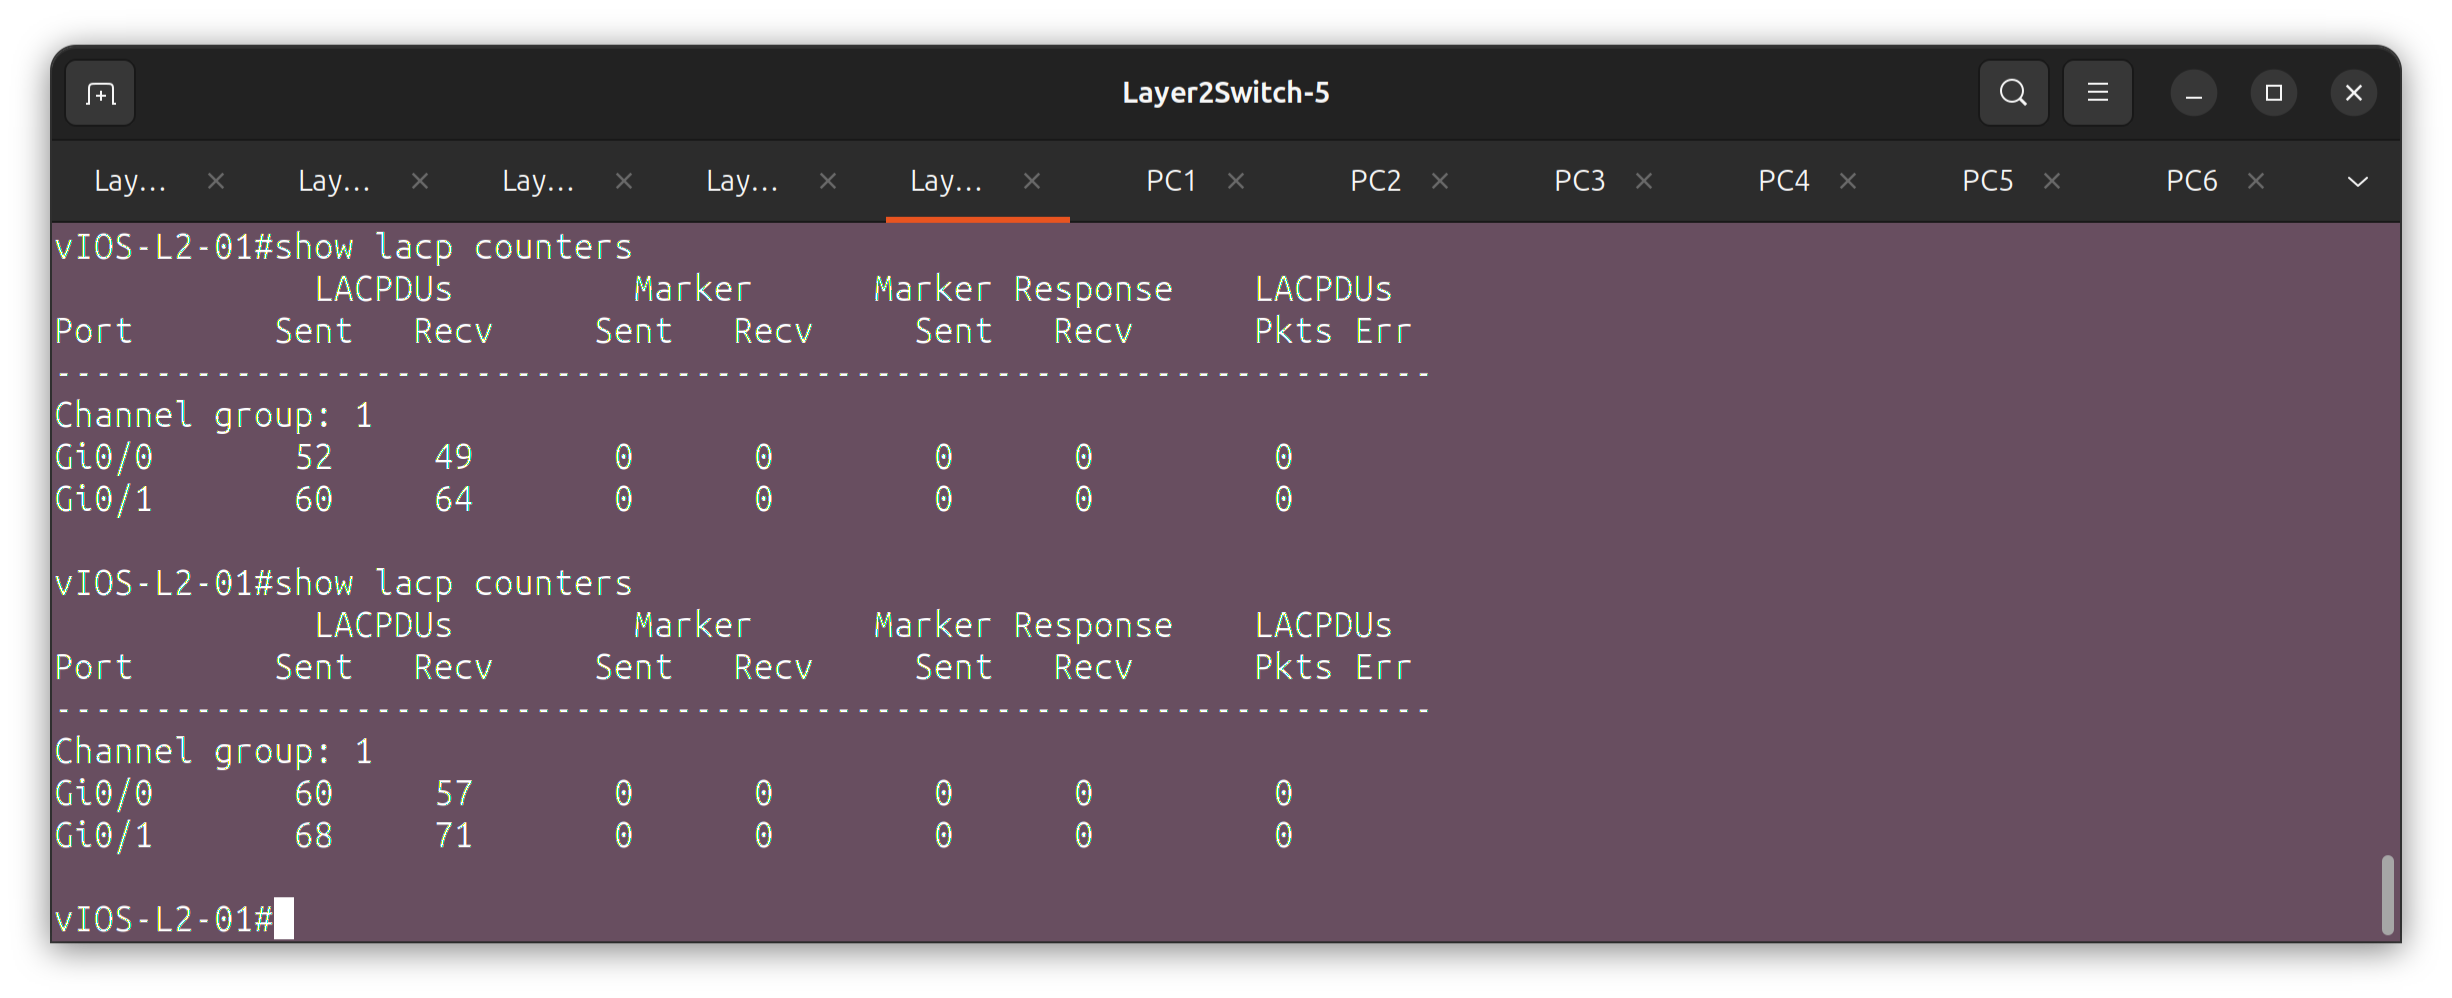 Layer2Switch-5
Lay... Lay... Lay... Lay... Lay... PC1 PC2 PC3 PC4 PC5 PC6
vIOS-L2-01#show lacp counters
             LACPDUs         Marker      Marker Response    LACPDUs
Port       Sent   Recv     Sent   Recv     Sent   Recv      Pkts Err
---------------------------------------------------------------------
Channel group: 1
Gi0/0       52     49       0      0        0      0         0
Gi0/1       60     64       0      0        0      0         0
vIOS-L2-01#show lacp counters
             LACPDUs         Marker      Marker Response    LACPDUs
Port       Sent   Recv     Sent   Recv     Sent   Recv      Pkts Err
---------------------------------------------------------------------
Channel group: 1
Gi0/0       60     57       0      0        0      0         0
Gi0/1       68     71       0      0        0      0         0
vIOS-L2-01#